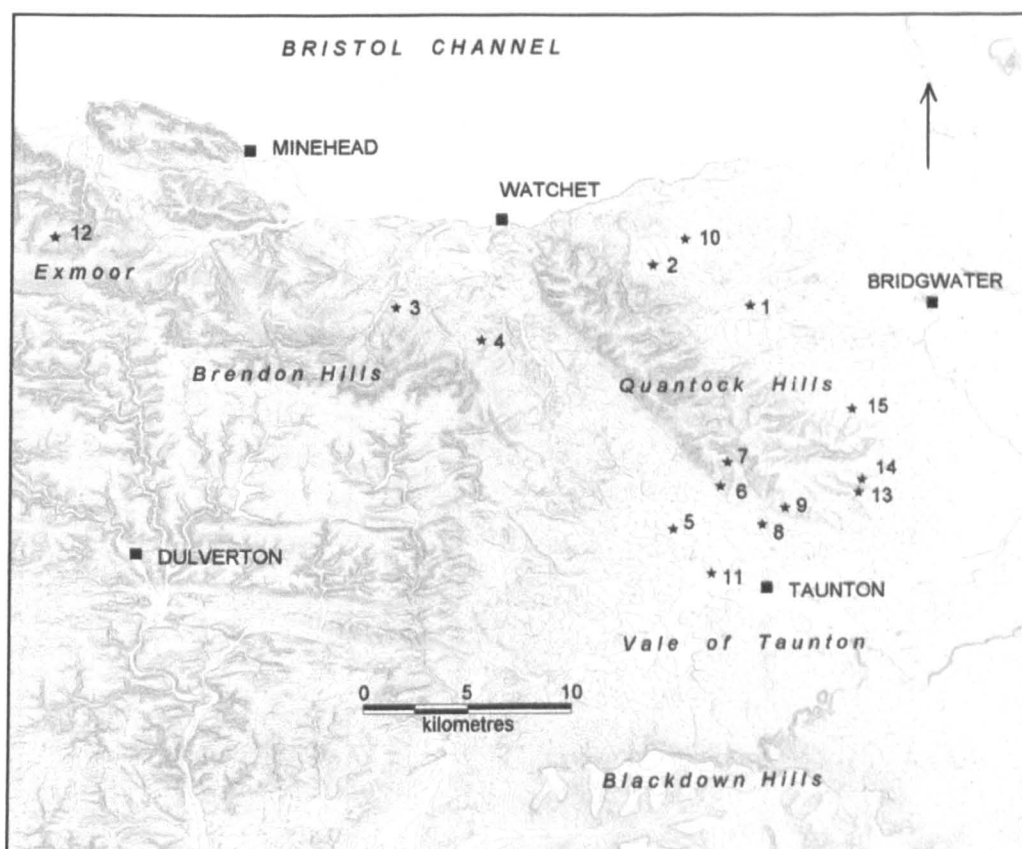 BRISTOL CHANNEL
MINEHEAD
WATCHET
12
10
2
Exmoor
BRIDGWATER
3
1
4
Brendon Hills
Quantock Hills
15
7
14
6
13
9
5
8
DULVERTON
11
TAUNTON
Vale of Taunton
0 5 10
kilometres
Blackdown Hills